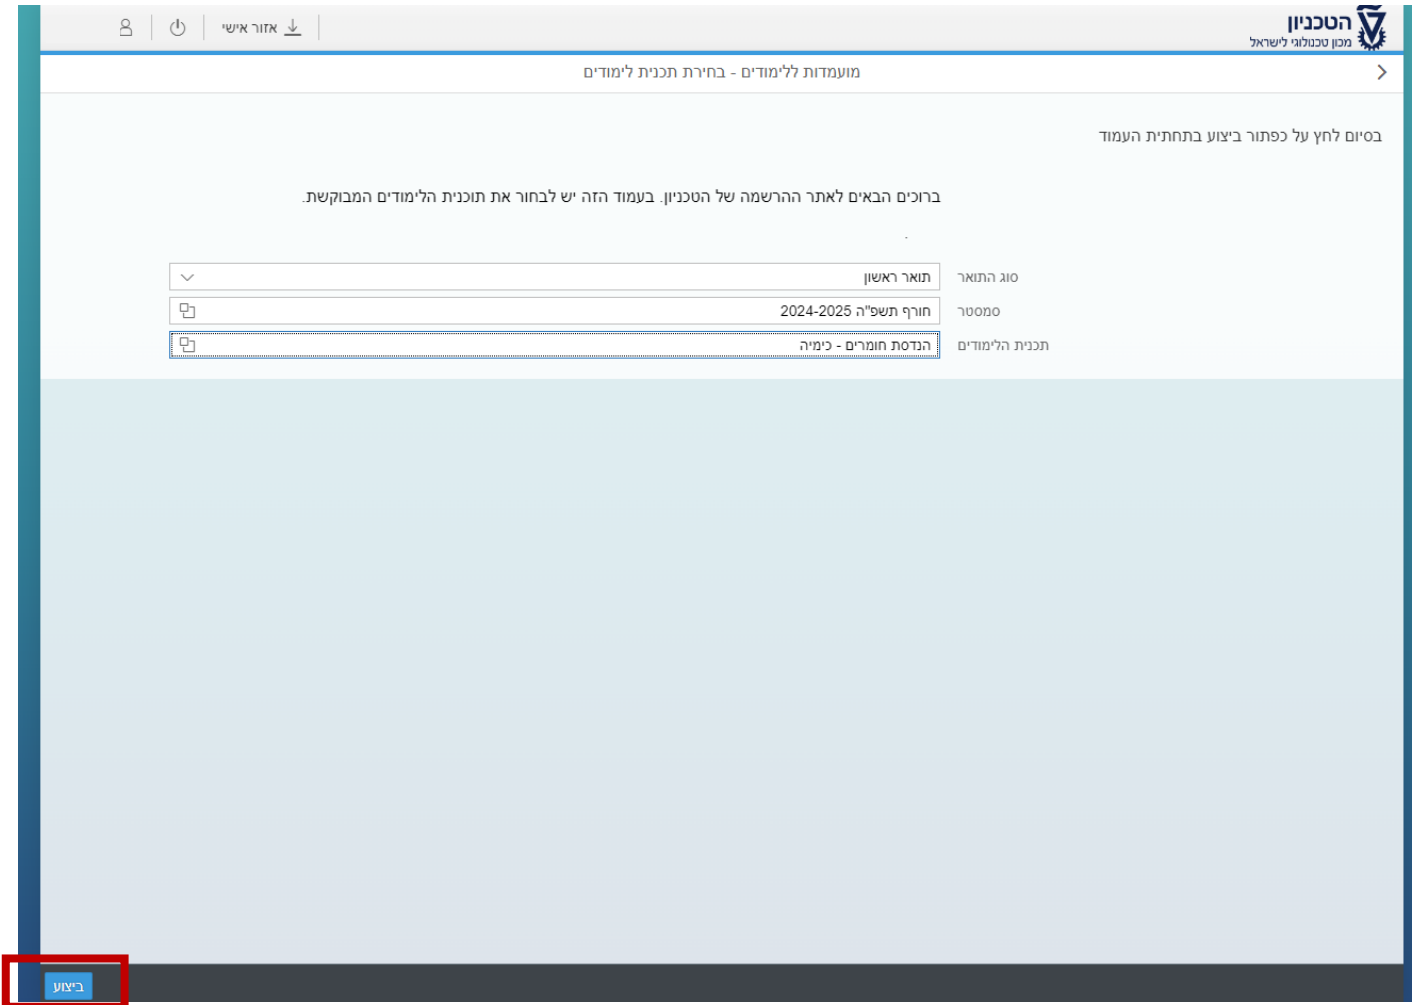 הטכניון
מכון טכנולוגי לישראל
אזור אישי
מועמדות ללימודים - בחירת תכנית לימודים
בסיום לחץ על כפתור ביצוע בתחתית העמוד
ברוכים הבאים לאתר ההרשמה של הטכניון. בעמוד הזה יש לבחור את תוכנית הלימודים המבוקשת.
.
סוג התואר תואר ראשון
סמסטר חורף תשפ"ה 2024-2025
תכנית הלימודים הנדסת חומרים - כימיה
ביצוע